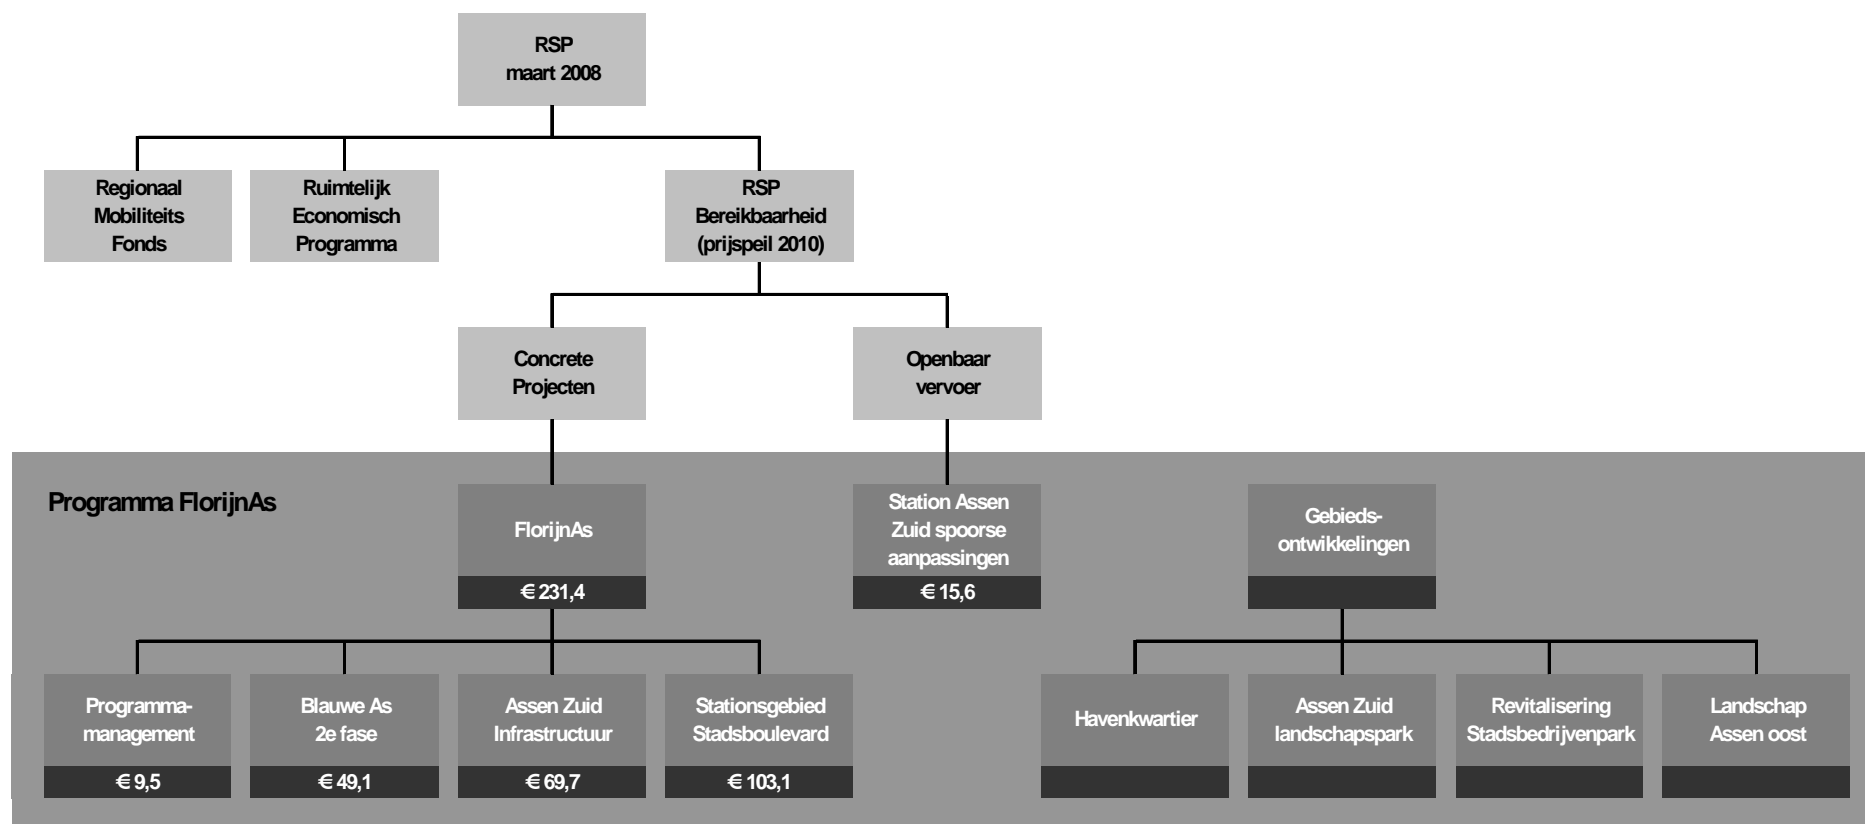 RSP
maart 2008
Regionaal
Mobiliteits
Fonds
Ruimtelijk
Economisch
Programma
RSP
Bereikbaarheid
(prijspeil 2010)
Concrete
Projecten
Openbaar
vervoer
Programma FlorijnAs
FlorijnAs
€ 231,4
Station Assen
Zuid spoorse
aanpassingen
€ 15,6
Gebieds-
ontwikkelingen
Programma-
management
€ 9,5
Blauwe As
2e fase
€ 49,1
Assen Zuid
Infrastructuur
€ 69,7
Stationsgebied
Stadsboulevard
€ 103,1
Havenkwartier
Assen Zuid
landschapspark
Revitalisering
Stadsbedrijvenpark
Landschap
Assen oost